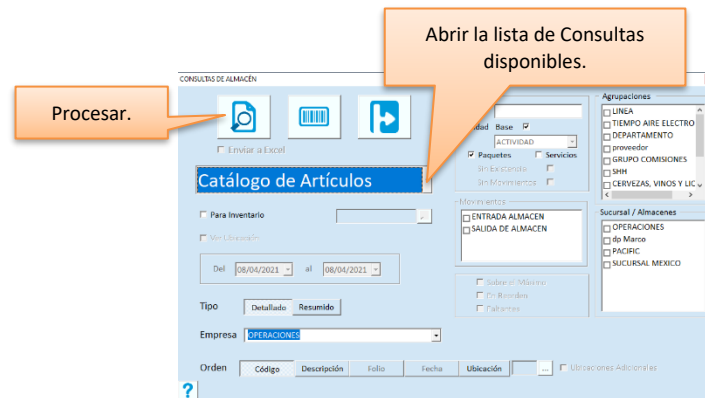 Abrir la lista de Consultas
disponibles.
Procesar.
CONSULTAS DE ALMACÉN
Enviar a Excel
Catálogo de Artículos
Para Inventario
Ver Ubicación
Del 08/04/2021 al 08/04/2021
Tipo Detallado Resumido
Empresa OPERACIONES
Orden Código Descripción Folio Fecha Ubicación ... Ubicaciones Adicionales
?
Base
ACTIVIDAD
Paquetes Servicios
Sin Existencia
Sin Movimientos
Movimientos
ENTRADA ALMACEN
SALIDA DE ALMACEN
Sobre el Máximo
En Reorden
Faltantes
Agrupaciones
LINEA
TIEMPO AIRE ELECTRO
DEPARTAMENTO
proveedor
GRUPO COMISIONES
SHH
CERVEZAS, VINOS Y LIC
Sucursal / Almacenes
OPERACIONES
dp Marco
PACIFIC
SUCURSAL MEXICO